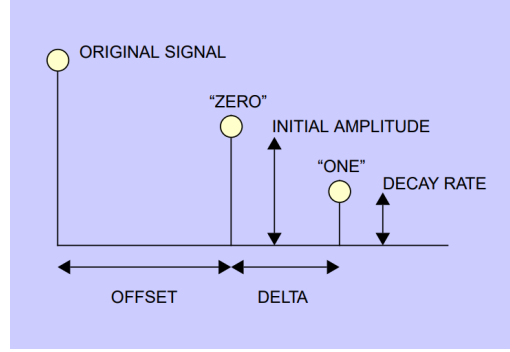 ORIGINAL SIGNAL
“ZERO”
INITIAL AMPLITUDE
“ONE”
DECAY RATE
OFFSET
DELTA